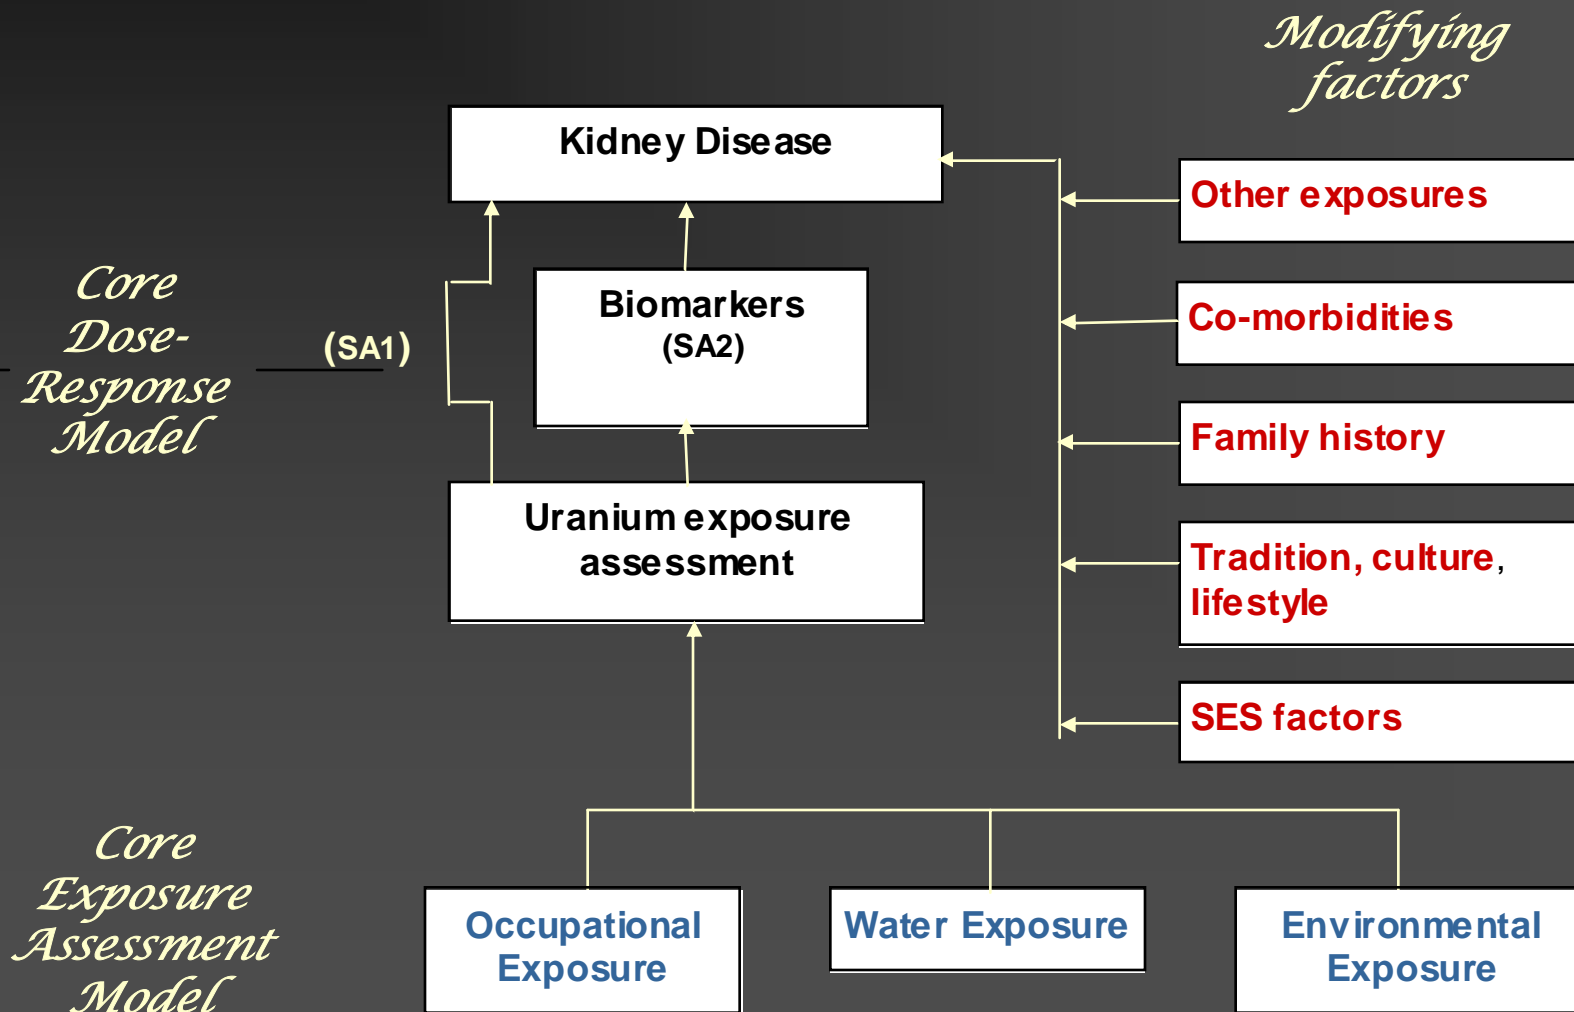 Modifying
factors
Kidney Disease
Other exposures
Core
Dose-
Response
Model
(SA1)
Biomarkers
(SA2)
Co-morbidities
Family history
Uranium exposure
assessment
Tradition, culture,
lifestyle
SES factors
Core
Exposure
Assessment
Model
Occupational
Exposure
Water Exposure
Environmental
Exposure